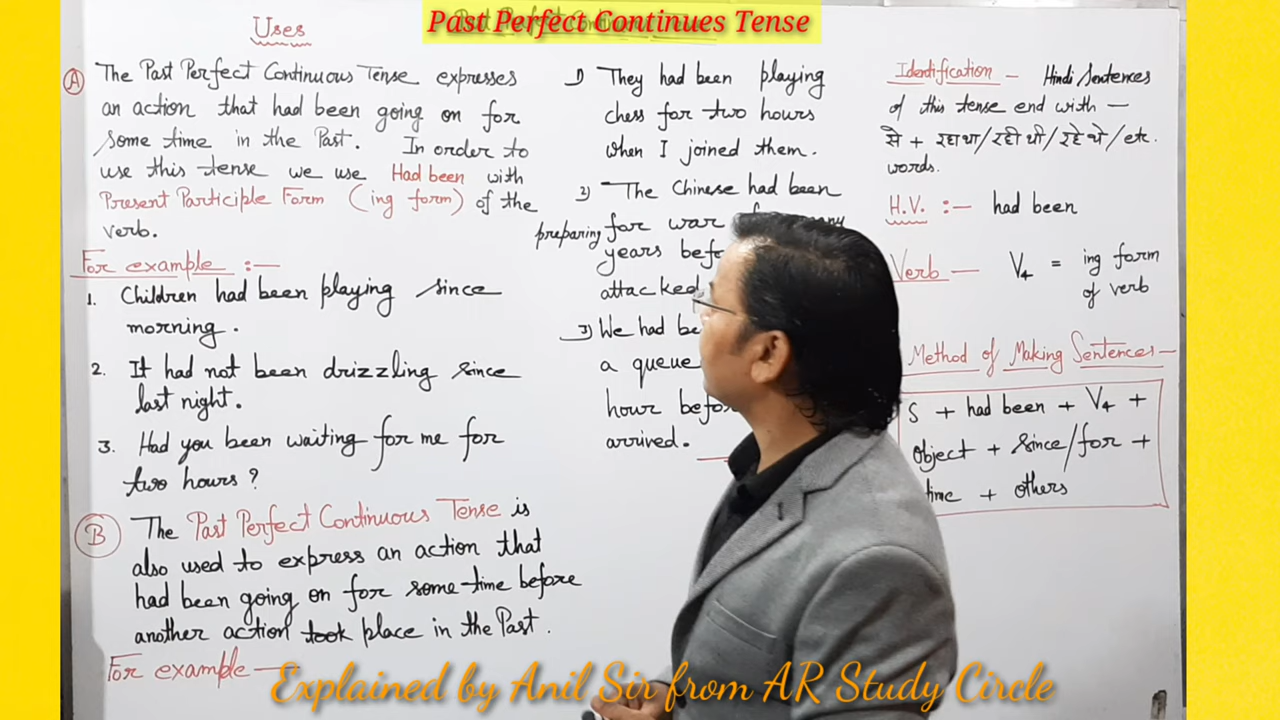 Past Perfect Continues Tense
Uses
A The Past Perfect Continuous Tense expresses
an action that had been going on for
some time in the Past. In order to
use this tense we use Had been with
Present Participle Form (ing form) of the
verb.
For example :—
1. Children had been playing since
morning.
2. It had not been drizzling since
last night.
3. Had you been waiting for me for
two hours?
B The Past Perfect Continuous Tense is
also used to express an action that
had been going on for some time before
another action took place in the Past.
For example —
1) They had been playing
chess for two hours
when I joined them.
2) The Chinese had been
preparing for war
years
attacked
3) We had
a queue
hour
arrived.
Identification — Hindi Sentences
of this tense end with —
से + रहा था/रही थी/रहे थे/etc.
words.
H.V. :— had been
Verb — V4 = ing form
of verb
Method of Making Sentences —
S + had been + V4 +
object + since/for +
time + others
Explained by Anil Sir from AR Study Circle